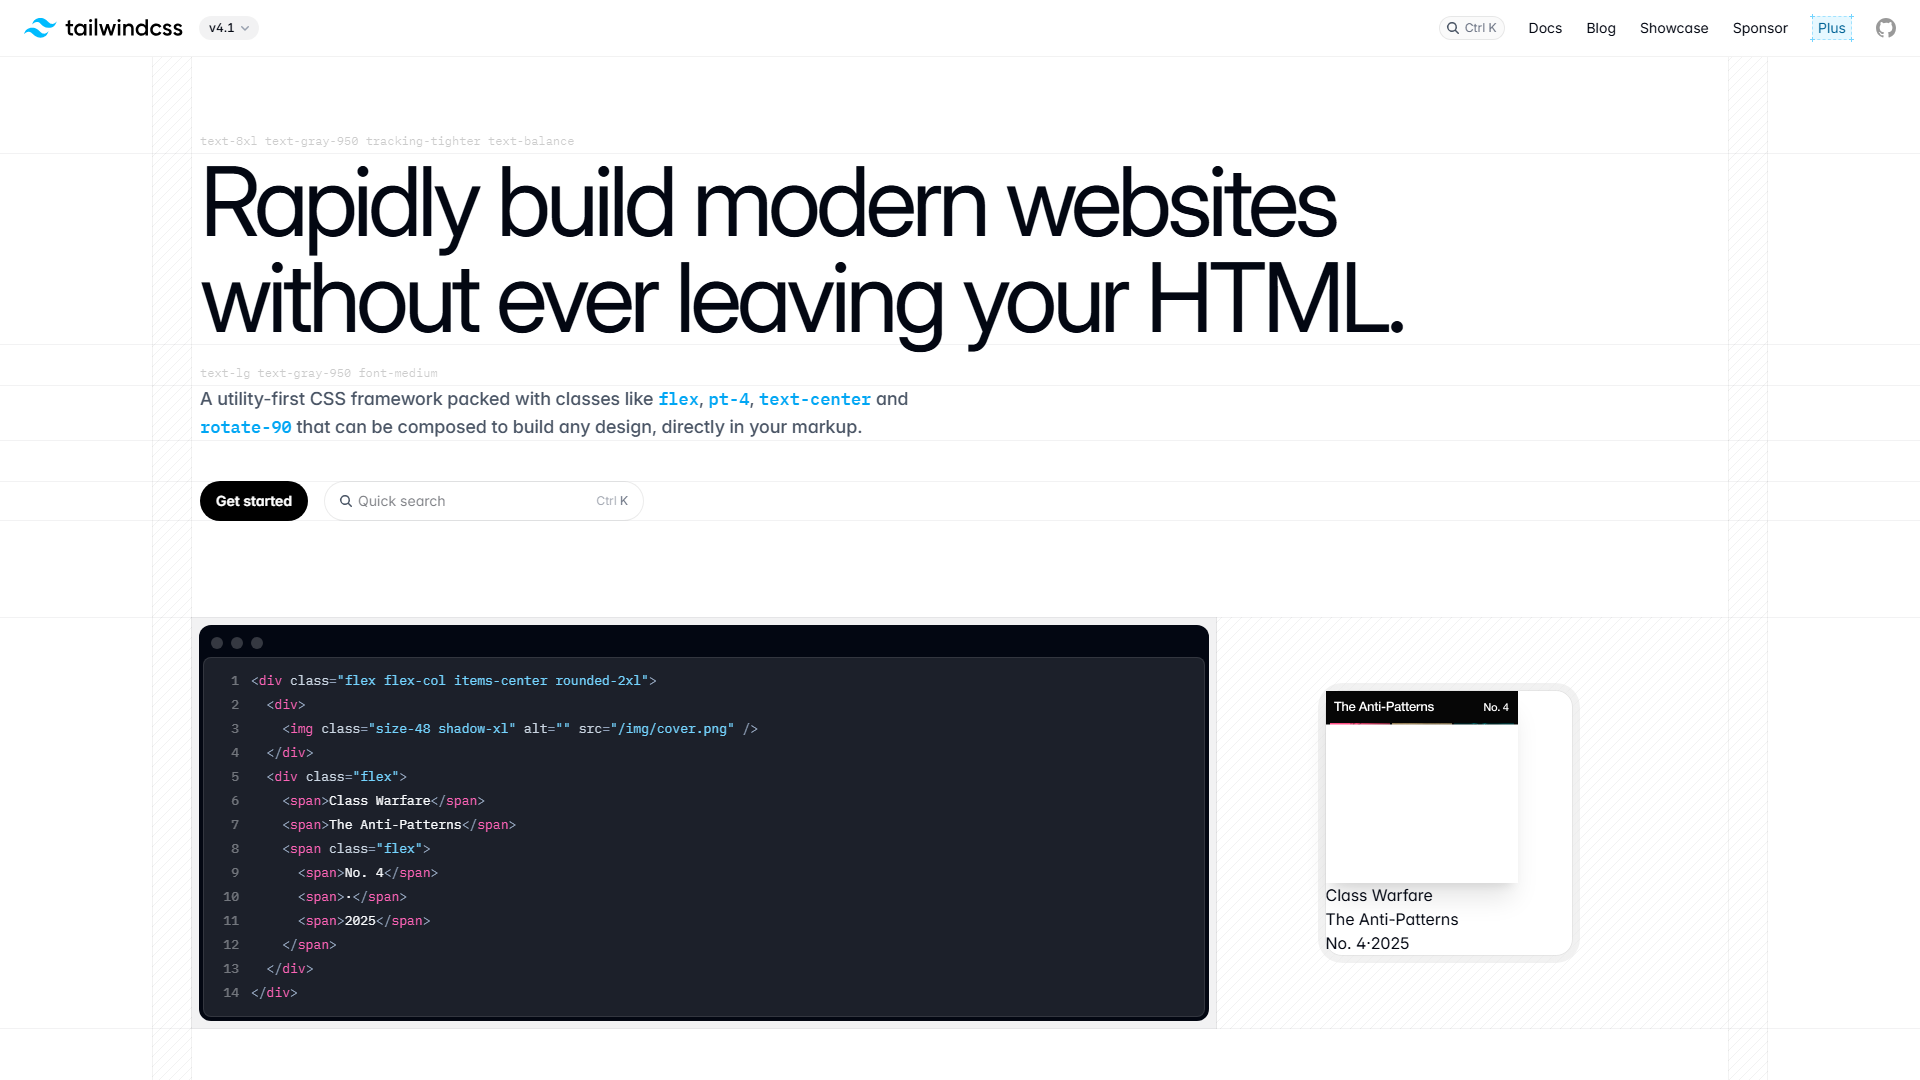 tailwindcss
v4.1
Ctrl K
Docs
Blog
Showcase
Sponsor
Plus
text-8xl text-gray-950 tracking-tighter text-balance
Rapidly build modern websites
without ever leaving your HTML.
text-lg text-gray-950 font-medium
A utility-first CSS framework packed with classes like flex, pt-4, text-center and
rotate-90 that can be composed to build any design, directly in your markup.
Get started
Quick search
Ctrl K
1 <div class="flex flex-col items-center rounded-2xl">
2 <div>
3 <img class="size-48 shadow-xl" alt="" src="/img/cover.png" />
4 </div>
5 <div class="flex">
6 <span>Class Warfare</span>
7 <span>The Anti-Patterns</span>
8 <span class="flex">
9 <span>No. 4</span>
10 <span>·</span>
11 <span>2025</span>
12 </span>
13 </div>
14 </div>
The Anti-Patterns
No. 4
Class Warfare
The Anti-Patterns
No. 4·2025